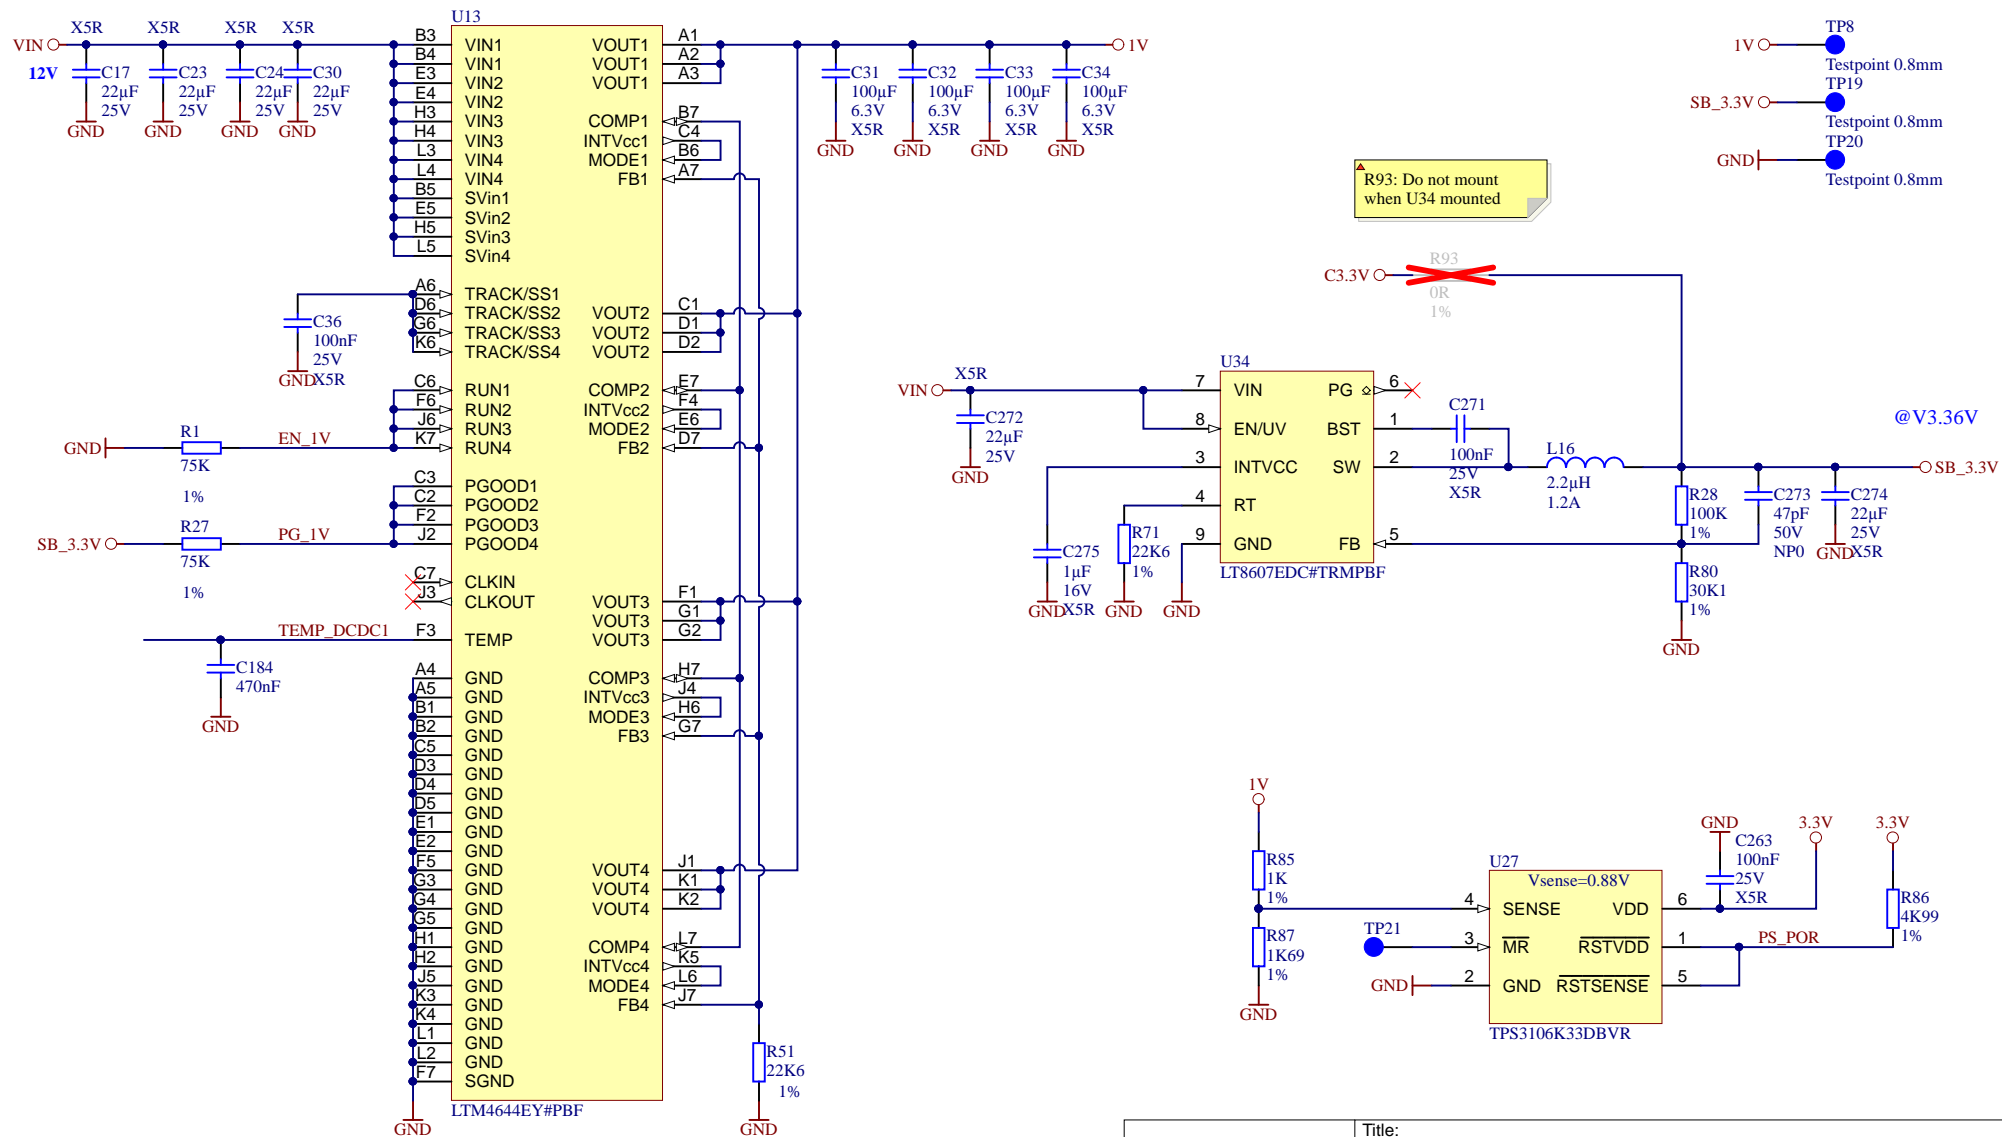 U13
X5R X5R X5R X5R
VIN
12V
C17
22µF
25V
GND
C23
22µF
25V
GND
C24
22µF
25V
GND
C30
22µF
25V
GND
B3 VIN1
B4 VIN1
E3 VIN2
E4 VIN2
H3 VIN3
H4 VIN3
L3 VIN4
L4 VIN4
B5 SVin1
E5 SVin2
H5 SVin3
L5 SVin4
A6 TRACK/SS1
D6 TRACK/SS2
G6 TRACK/SS3
K6 TRACK/SS4
C36
100nF
25V
X5R
GND
C6 RUN1
F6 RUN2
J6 RUN3
K7 RUN4
GND
R1
75K
1%
EN_1V
C3 PGOOD1
C2 PGOOD2
F2 PGOOD3
J2 PGOOD4
SB_3.3V
R27
75K
1%
PG_1V
C7 CLKIN
J3 CLKOUT
TEMP_DCDC1
F3 TEMP
C184
470nF
GND
A4 GND
A5 GND
B1 GND
B2 GND
C5 GND
D3 GND
D4 GND
D5 GND
E1 GND
E2 GND
F5 GND
G3 GND
G4 GND
G5 GND
H1 GND
H2 GND
J5 GND
K3 GND
K4 GND
L1 GND
L2 GND
F7 SGND
GND
LTM4644EY#PBF
VOUT1 A1
VOUT1 A2
VOUT1 A3
COMP1 B7
INTVcc1 C4
MODE1 B6
FB1 A7
VOUT2 C1
VOUT2 D1
VOUT2 D2
COMP2 E7
INTVcc2 F4
MODE2 E6
FB2 D7
VOUT3 F1
VOUT3 G1
VOUT3 G2
COMP3 H7
INTVcc3 J4
MODE3 H6
FB3 G7
VOUT4 J1
VOUT4 K1
VOUT4 K2
COMP4 L7
INTVcc4 K5
MODE4 L6
FB4 J7
R51
22K6
1%
GND
1V
C31
100µF
6.3V
X5R
GND
C32
100µF
6.3V
X5R
GND
C33
100µF
6.3V
X5R
GND
C34
100µF
6.3V
X5R
GND
1V
TP8
Testpoint 0.8mm
SB_3.3V
TP19
Testpoint 0.8mm
GND
TP20
Testpoint 0.8mm
R93: Do not mount
when U34 mounted
C3.3V
R93
0R
1%
U34
VIN
X5R
C272
22µF
25V
GND
7 VIN
8 EN/UV
3 INTVCC
4 RT
9 GND
PG 6
BST 1
SW 2
FB 5
LT8607EDC#TRMPBF
C275
1µF
16V
X5R
GND
R71
22K6
1%
GND
GND
C271
100nF
25V
X5R
L16
2.2µH
1.2A
@V3.36V
SB_3.3V
R28
100K
1%
C273
47pF
50V
NP0
C274
22µF
25V
X5R
GND
R80
30K1
1%
GND
1V
R85
1K
1%
R87
1K69
1%
GND
TP21
GND
U27
Vsense=0.88V
4 SENSE
3 MR
2 GND
VDD 6
RSTVDD 1
RSTSENSE 5
TPS3106K33DBVR
GND
C263
100nF
25V
X5R
3.3V
3.3V
R86
4K99
1%
PS_POR
Title: